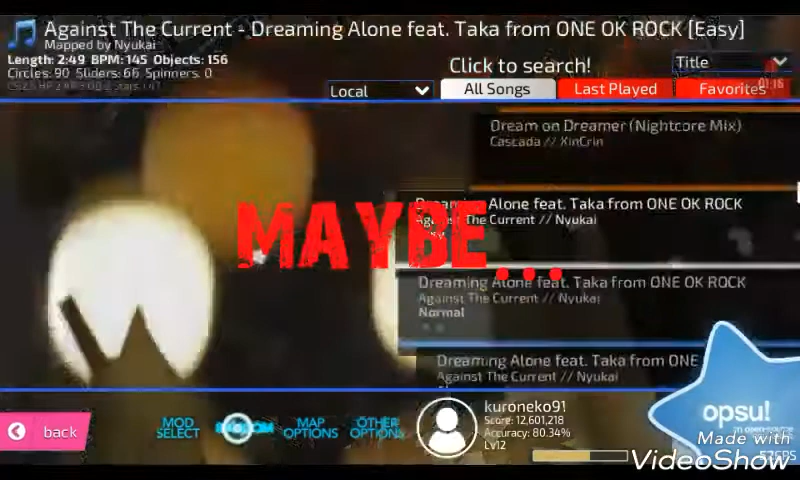 Against The Current - Dreaming Alone feat. Taka from ONE OK ROCK [Easy]
Mapped by Nyukai
Length: 2:49 BPM: 145 Objects: 156
Circles: 90 Sliders: 66 Spinners: 0
Click to search!
Title
Local
All Songs
Last Played
Favorites
01:16
Dream on Dreamer (Nightcore Mix)
Cascada // XinCrin
Dreaming Alone feat. Taka from ONE OK ROCK
Against The Current // Nyukai
Easy
MAYBE...
Dreaming Alone feat. Taka from ONE OK ROCK
Against The Current // Nyukai
Normal
Dreaming Alone feat. Taka from ONE
Against The Current // Nyukai
back
MOD SELECT
MAP OPTIONS
OTHER OPTIONS
kuroneko91
Score: 12,601,218
Accuracy: 80.34%
Lv12
opsu!
Made with
VideoShow